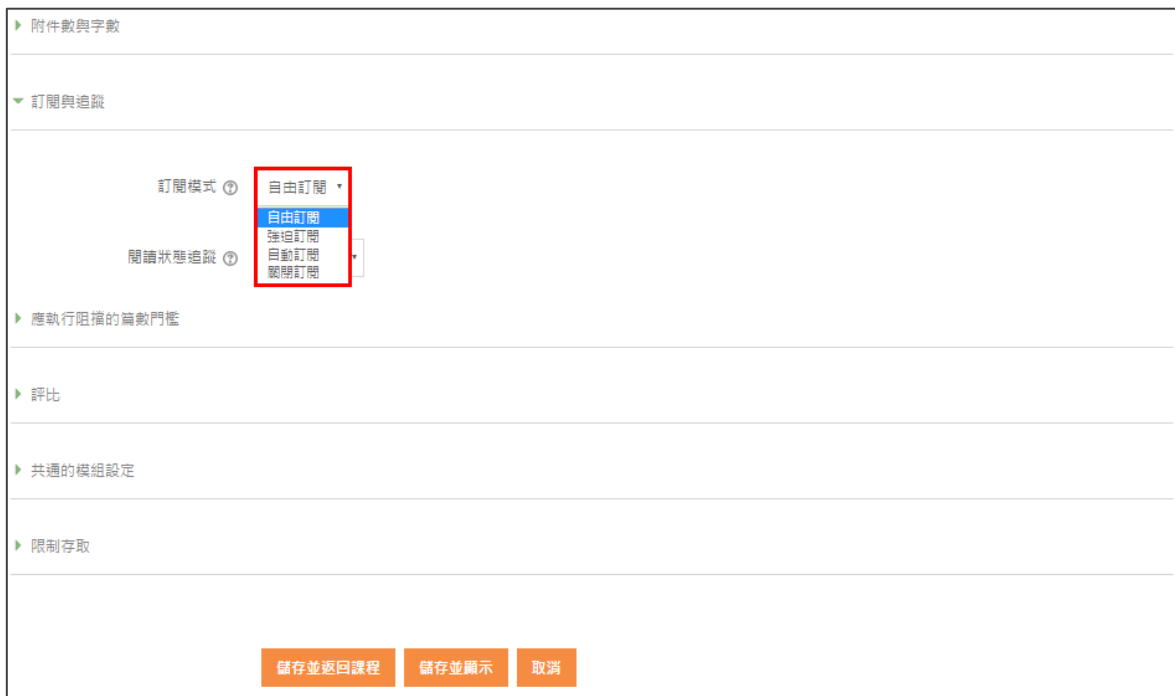 附件數與字數
訂閱與追蹤
訂閱模式
自由訂閱
自由訂閱
強迫訂閱
自動訂閱
關閉訂閱
閱讀狀態追蹤
應執行阻擋的篇數門檻
評比
共通的模組設定
限制存取
儲存並返回課程 儲存並顯示 取消